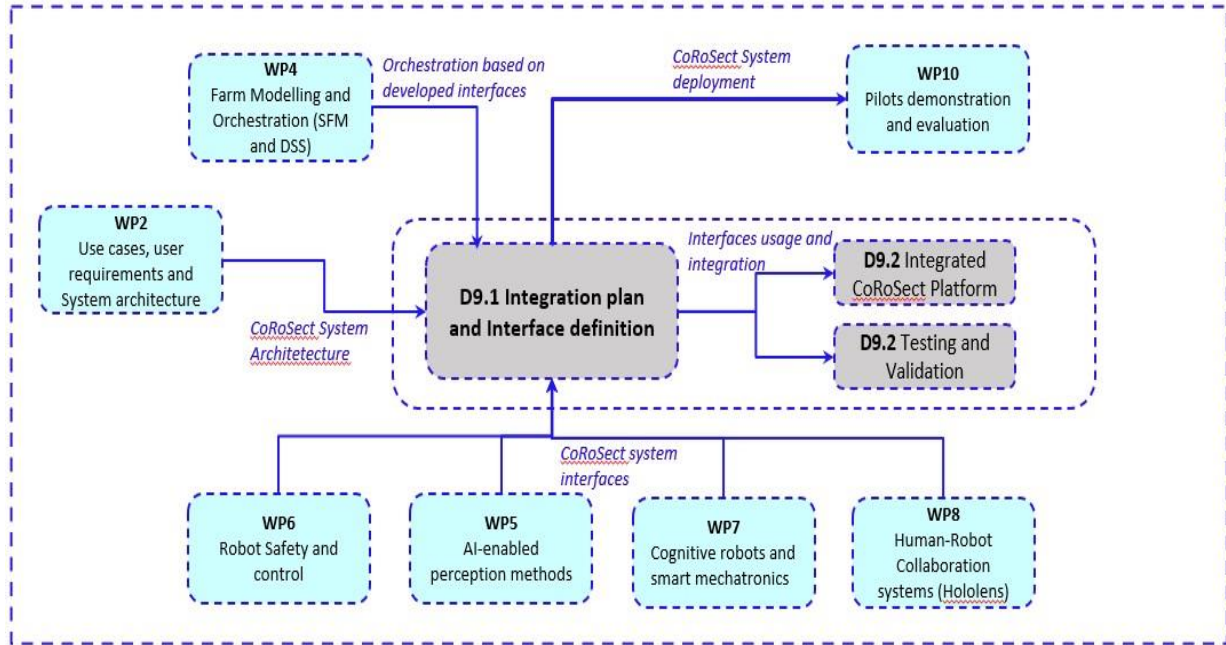 WP4
Farm Modelling and
Orchestration (SFM
and DSS)
Orchestration based on
developed interfaces
CoRoSect System
deployment
WP10
Pilots demonstration
and evaluation
WP2
Use cases, user
requirements and
System architecture
CoRoSect System
Architetecture
D9.1 Integration plan
and Interface definition
Interfaces usage and
integration
D9.2 Integrated
CoRoSect Platform
D9.2 Testing and
Validation
CoRoSect system
interfaces
WP6
Robot Safety and
control
WP5
AI-enabled
perception methods
WP7
Cognitive robots and
smart mechatronics
WP8
Human-Robot
Collaboration
systems (Hololens)